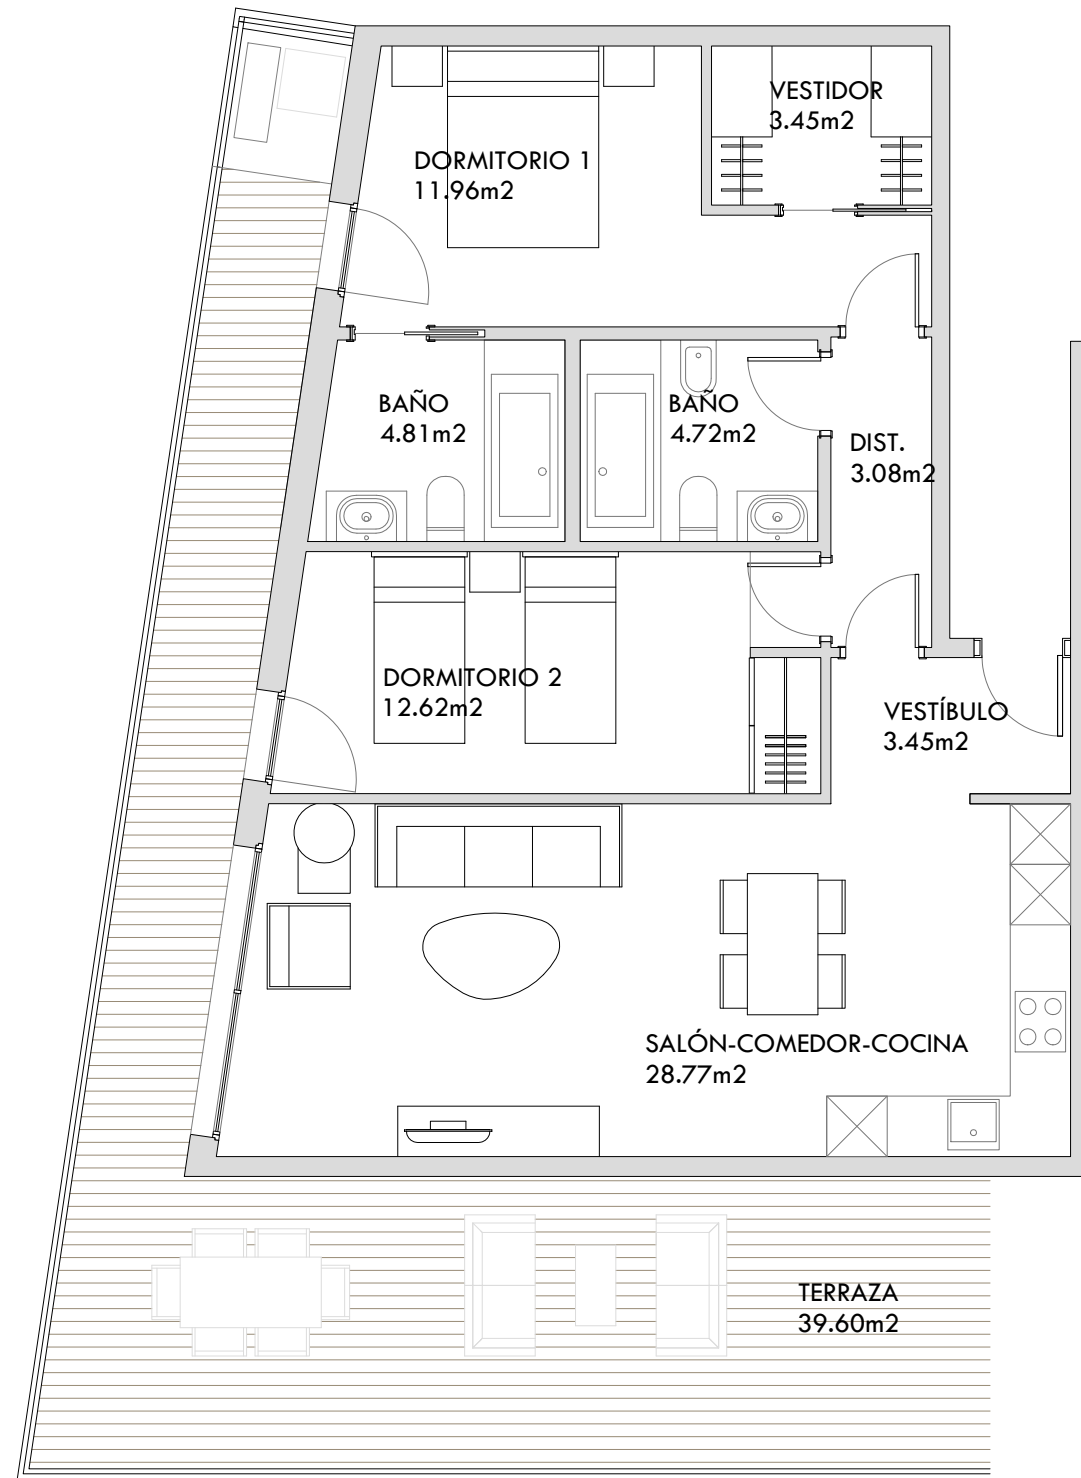 VESTIDOR
3.45m2
DORMITORIO 1
11.96m2
BAÑO
4.81m2
BAÑO
4.72m2
DIST.
3.08m2
DORMITORIO 2
12.62m2
VESTÍBULO
3.45m2
SALÓN-COMEDOR-COCINA
28.77m2
TERRAZA
39.60m2